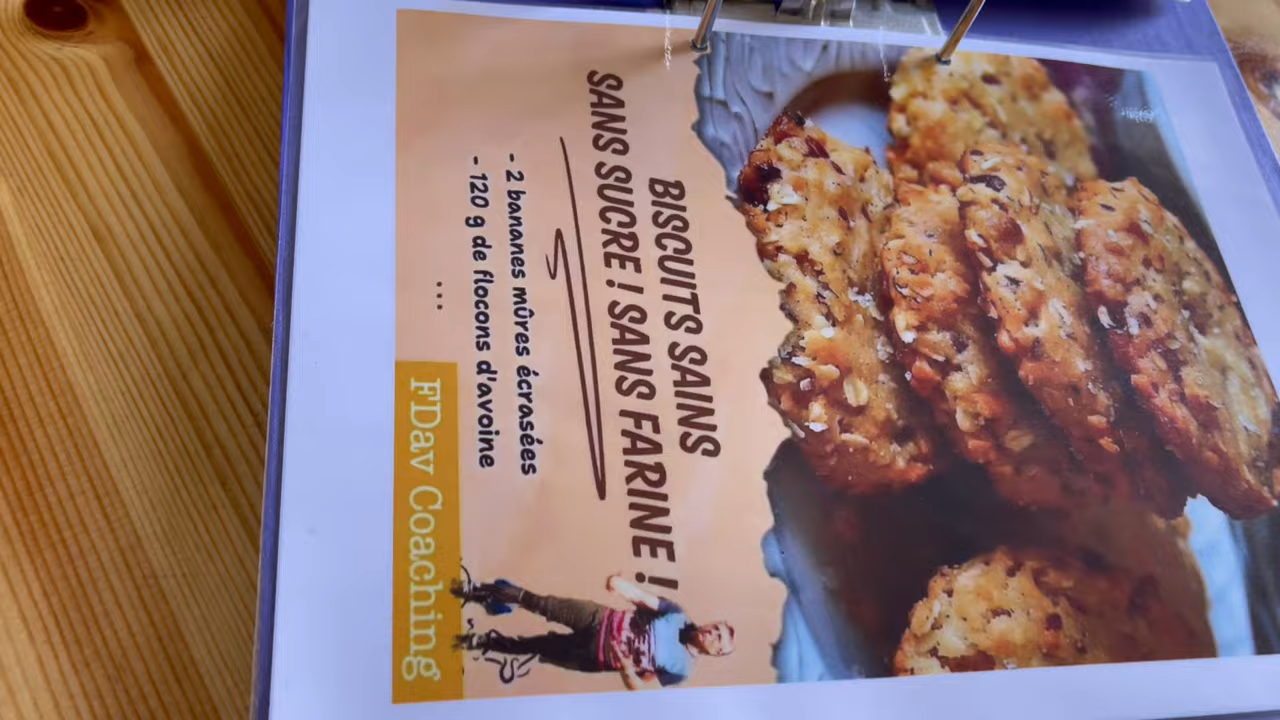 BISCUITS SAINS
SANS SUCRE ! SANS FARINE !
- 2 bananes mûres écrasées
- 120 g de flocons d'avoine
...
FDav Coaching